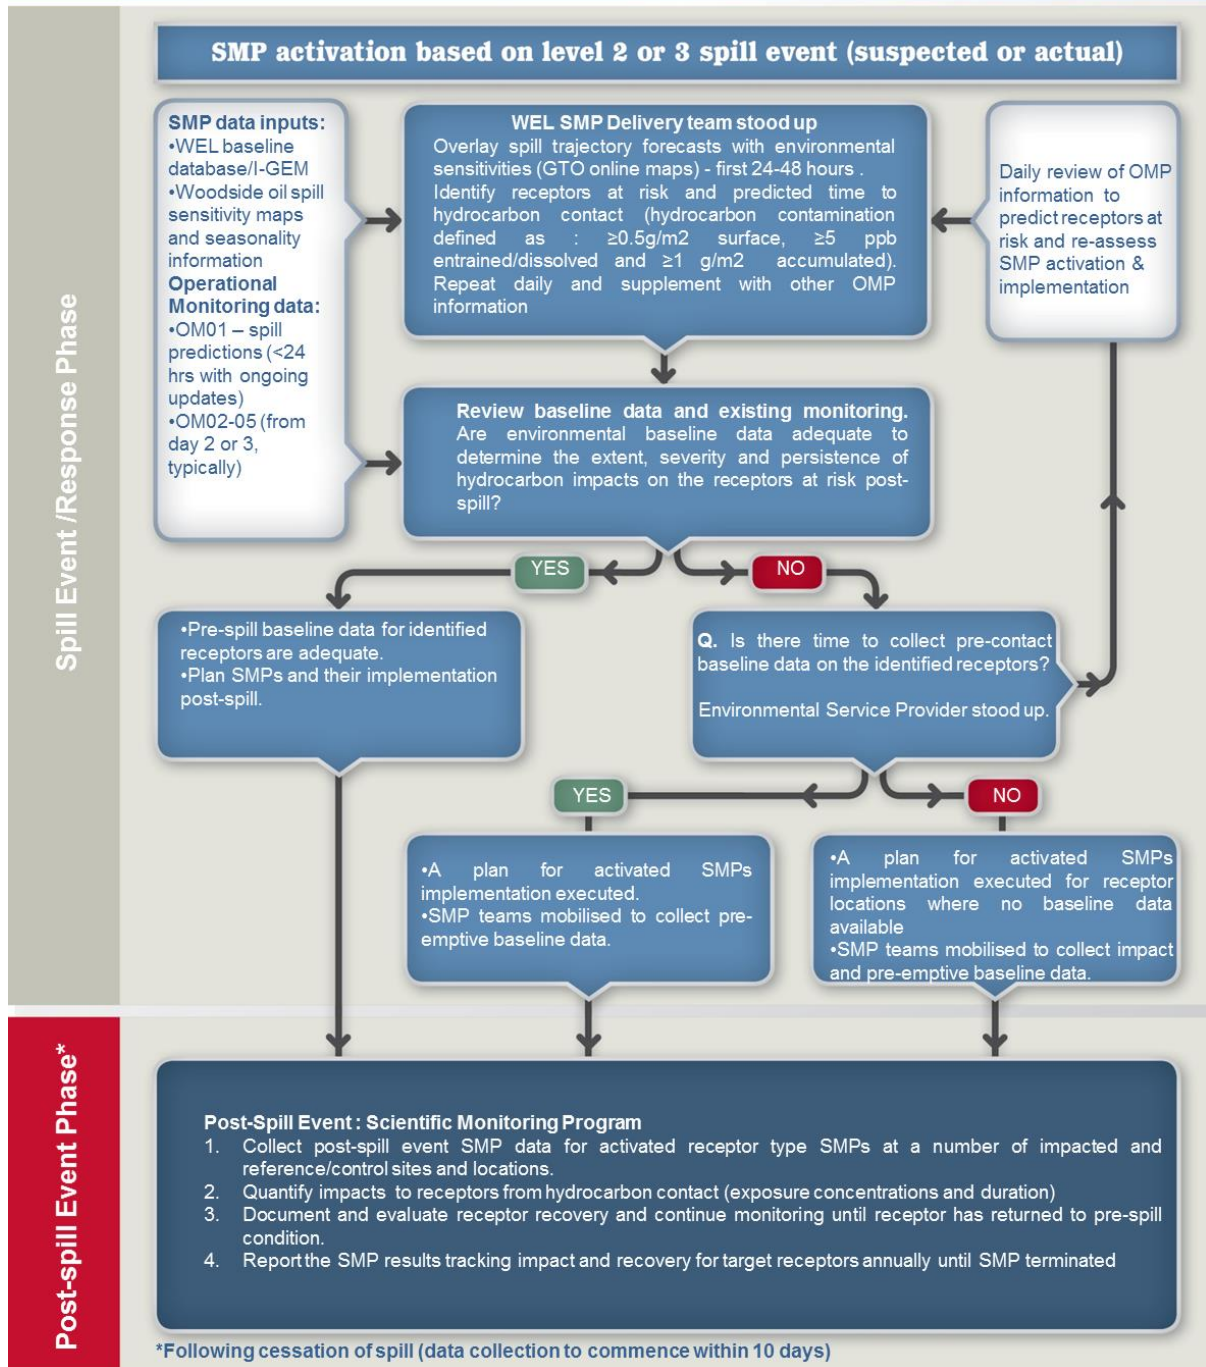 SMP activation based on level 2 or 3 spill event (suspected or actual)
SMP data inputs:
•WEL baseline
database/I-GEM
•Woodside oil spill
sensitivity maps
and seasonality
information
Operational
Monitoring data:
•OM01 – spill
predictions (<24
hrs with ongoing
updates)
•OM02-05 (from
day 2 or 3,
typically)
WEL SMP Delivery team stood up
Overlay spill trajectory forecasts with environmental
sensitivities (GTO online maps) - first 24-48 hours .
Identify receptors at risk and predicted time to
hydrocarbon contact (hydrocarbon contamination
defined as : ≥0.5g/m2 surface, ≥5 ppb
entrained/dissolved and ≥1 g/m2 accumulated).
Repeat daily and supplement with other OMP
information
Daily review of OMP
information to
predict receptors at
risk and re-assess
SMP activation &
implementation
Review baseline data and existing monitoring.
Are environmental baseline data adequate to
determine the extent, severity and persistence of
hydrocarbon impacts on the receptors at risk post-
spill?
YES
NO
•Pre-spill baseline data for identified
receptors are adequate.
•Plan SMPs and their implementation
post-spill.
Q. Is there time to collect pre-contact
baseline data on the identified receptors?
Environmental Service Provider stood up.
YES
NO
•A plan for activated SMPs
implementation executed.
•SMP teams mobilised to collect pre-
emptive baseline data.
•A plan for activated SMPs
implementation executed for receptor
locations where no baseline data
available
•SMP teams mobilised to collect impact
and pre-emptive baseline data.
Spill Event /Response Phase
Post-spill Event Phase*
Post-Spill Event : Scientific Monitoring Program
1. Collect post-spill event SMP data for activated receptor type SMPs at a number of impacted and
reference/control sites and locations.
2. Quantify impacts to receptors from hydrocarbon contact (exposure concentrations and duration)
3. Document and evaluate receptor recovery and continue monitoring until receptor has returned to pre-spill
condition.
4. Report the SMP results tracking impact and recovery for target receptors annually until SMP terminated
*Following cessation of spill (data collection to commence within 10 days)